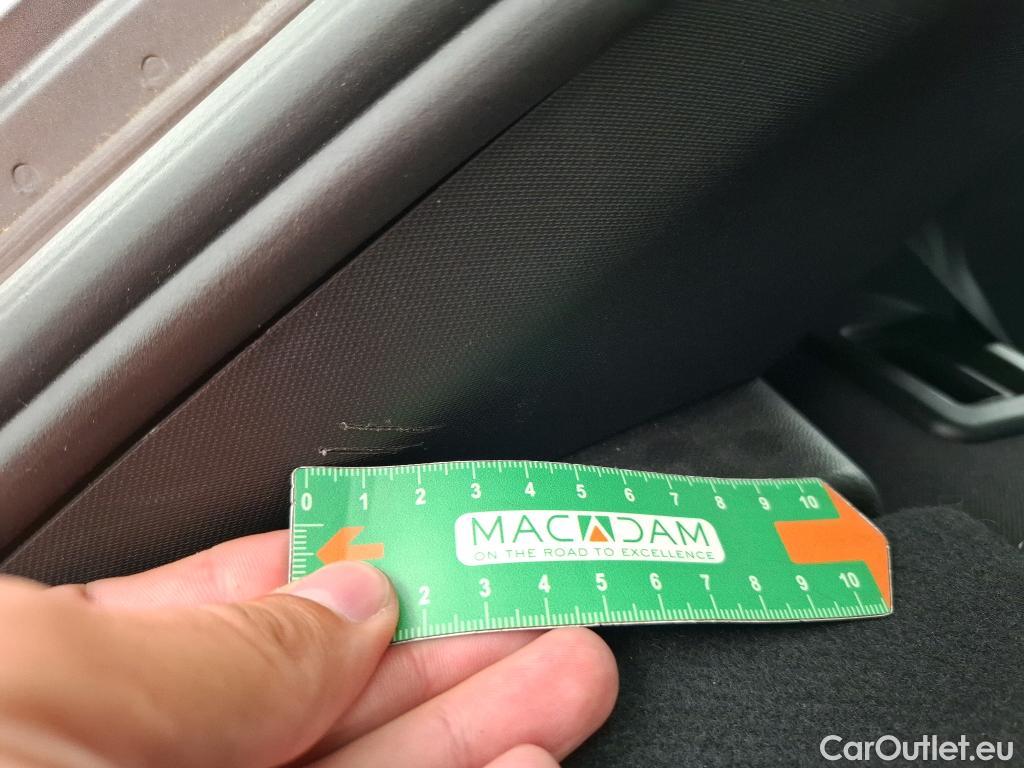 0 1 2 3 4 5 6 7 8 9 10
MACADAM
ON THE ROAD TO EXCELLENCE
2 3 4 5 6 7 8 9 10
CarOutlet.eu